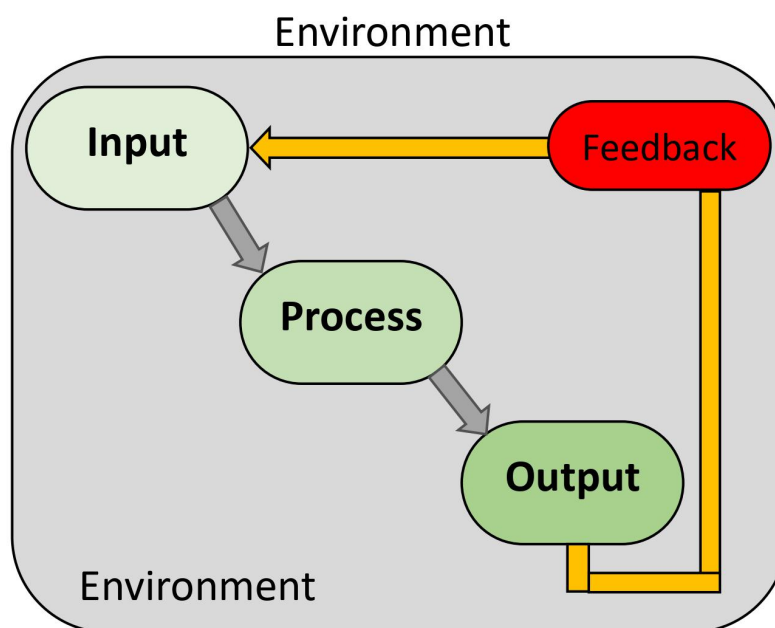 Environment
Input
Feedback
Process
Output
Environment